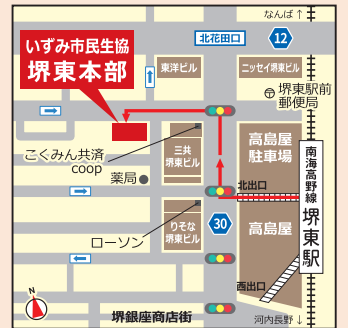 なんば↑
北花田口
12
いずみ市民生協
堺東本部
東洋ビル
ニッセイ堺東ビル
堺東駅前
郵便局
こくみん共済
coop
三共
堺東ビル
高島屋
駐車場
南海高野線
堺東駅
薬局
北出口
ローソン
りそな
堺東ビル
30
高島屋
西出口
N
堺銀座商店街
河内長野↓